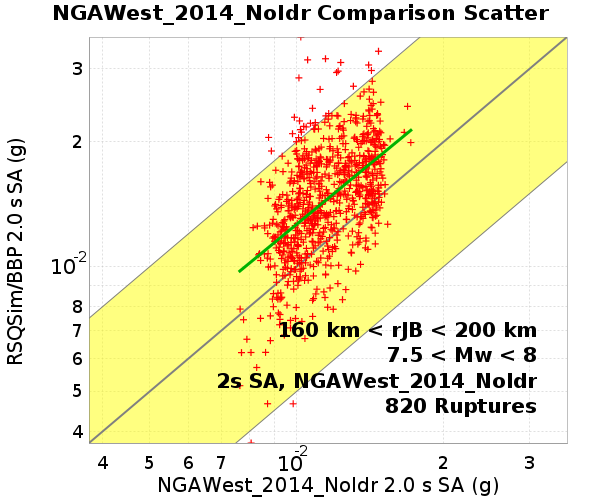 NGAWest_2014_NoIdr Comparison Scatter
RSQSim/BBP 2.0 s SA (g)
3
2
10-2
8
7
6
5
4
160 km < rJB < 200 km
7.5 < Mw < 8
2s SA, NGAWest_2014_NoIdr
820 Ruptures
4 5 6 7 10-2 2 3
NGAWest_2014_NoIdr 2.0 s SA (g)